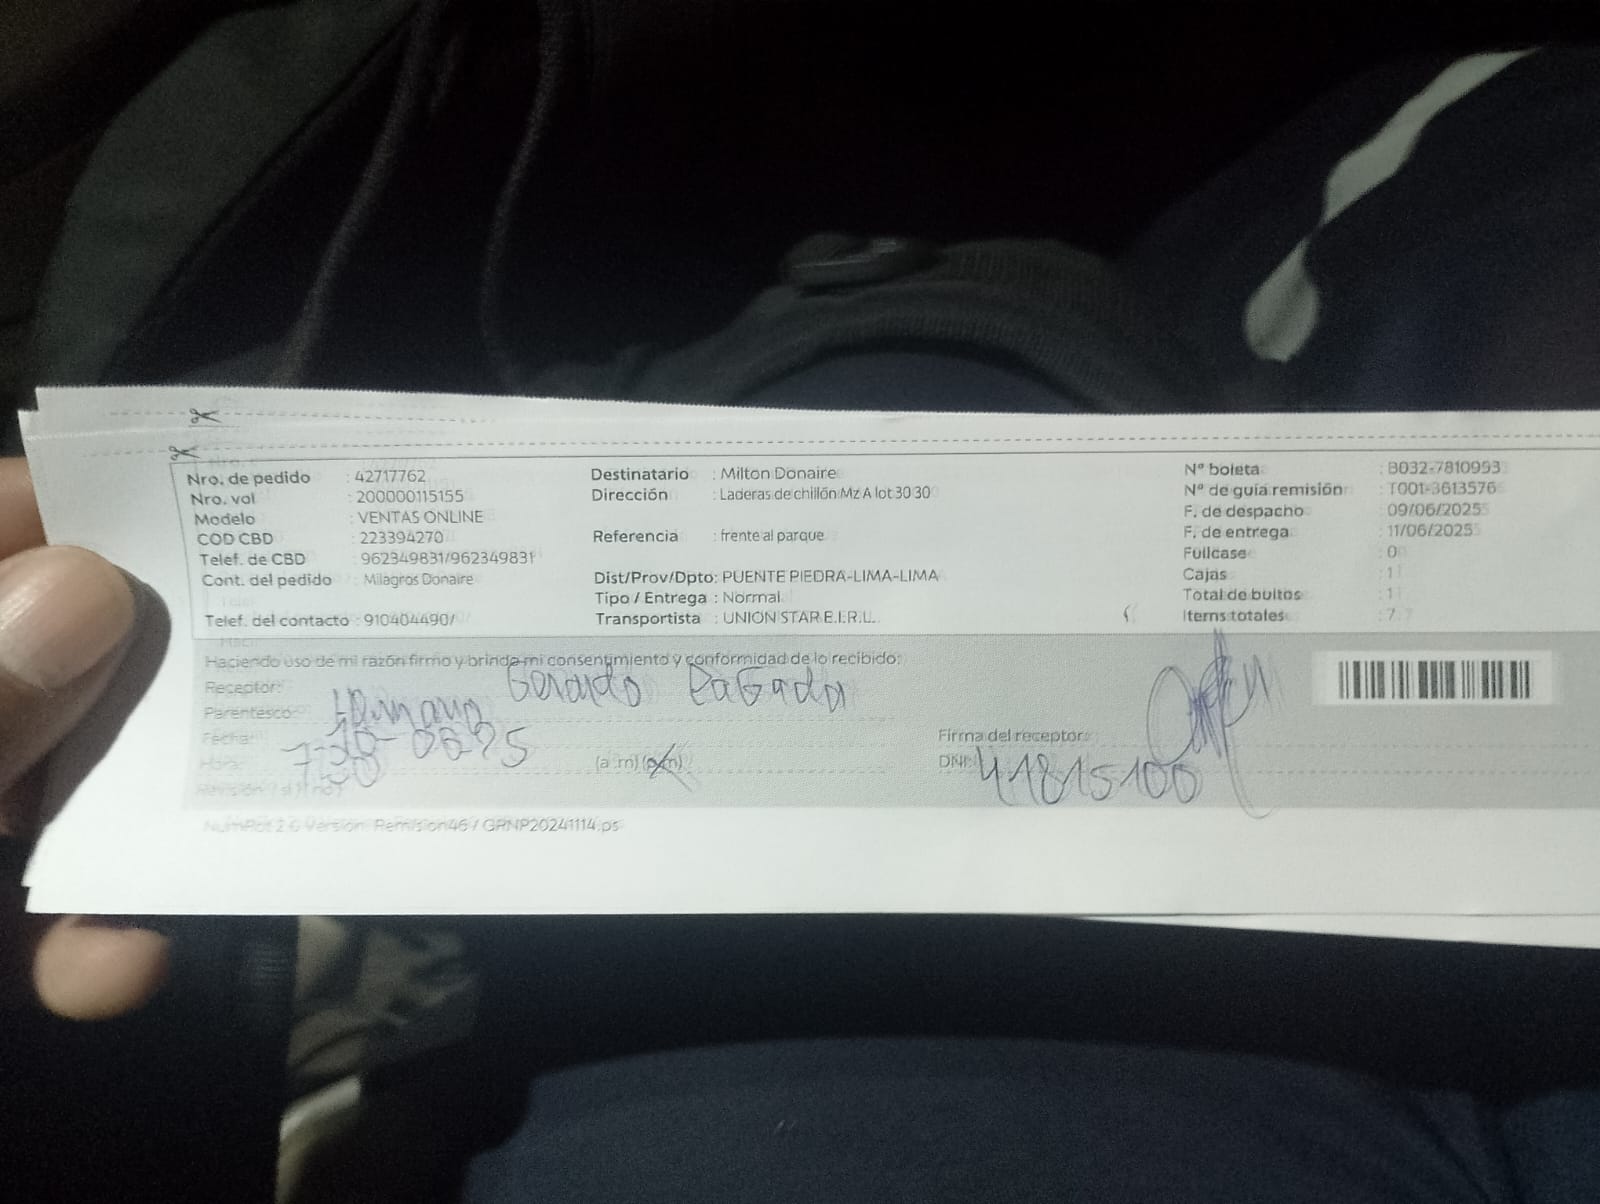 Nro. de pedido : 42717762
Nro. vol : 200000115155
Modelo : VENTAS ONLINE
COD CBD : 223394270
Telef. de CBD : 962349831/962349831
Cont. del pedido : Milagros Donaire
Telef. del contacto : 910404490/
Destinatario : Milton Donaire
Dirección : Laderas de chillón Mz A lot 30 30
Referencia : frente al parque
Dist/Prov/Dpto: PUENTE PIEDRA-LIMA-LIMA
Tipo / Entrega : Normal
Transportista : UNION STAR E.I.R.L.
N° boleta : B032-7810993
N° de guía remisión : T001-3613576
F. de despacho : 09/06/2025
F. de entrega : 11/06/2025
Fullcase : 0
Cajas : 1
Total de bultos : 1
Items totales : 7
Haciendo uso de mi razón firmo y brindo mi consentimiento y conformidad de lo recibido:
Receptor: Gerardo
Parentesco: Hermano
Fecha:
Hora: 7:30 (a.m) (p.m)
Revisión ( si ) ( no )
Firma del receptor:
DNI: 41815100
Version: Remision46 / GRNP20241114.ps